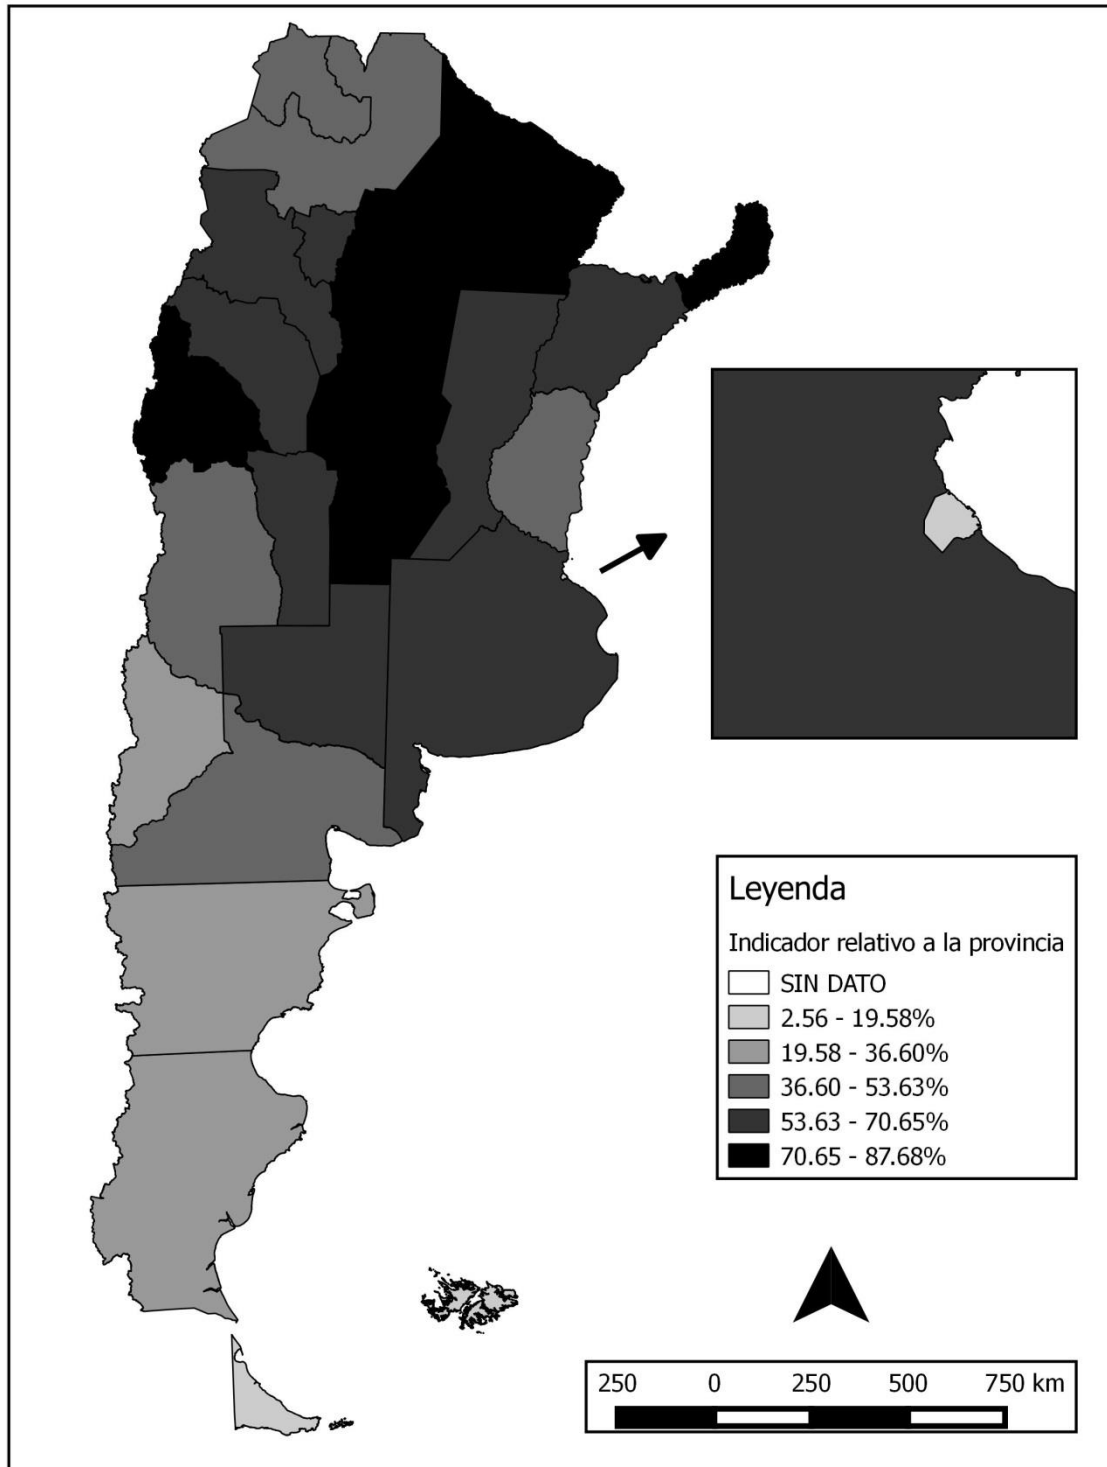 Leyenda
Indicador relativo a la provincia
SIN DATO
2.56 - 19.58%
19.58 - 36.60%
36.60 - 53.63%
53.63 - 70.65%
70.65 - 87.68%
250 0 250 500 750 km